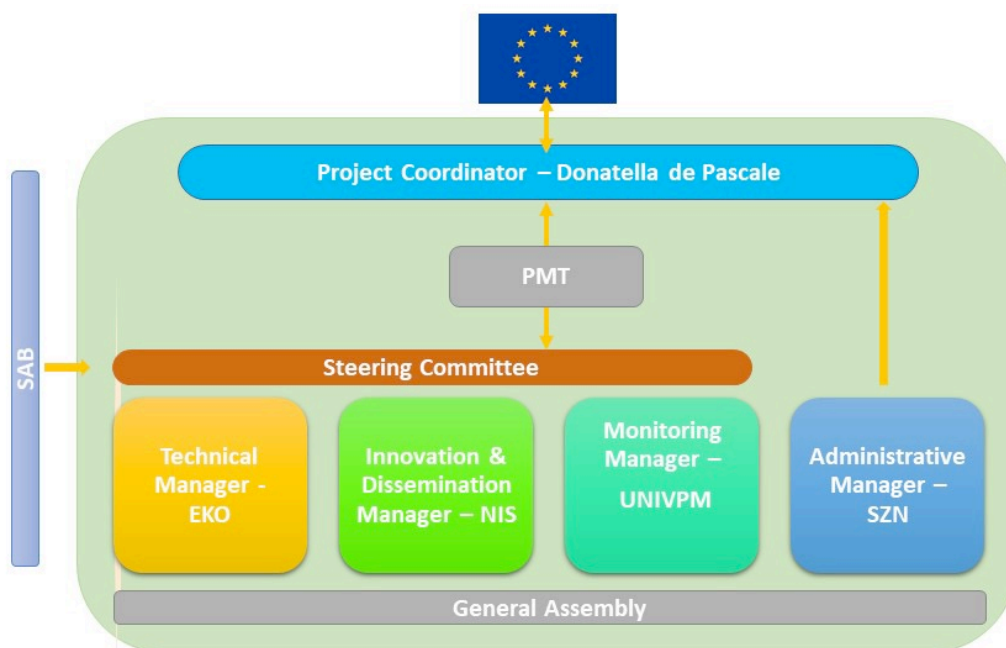 Project Coordinator – Donatella de Pascale
PMT
SAB
Steering Committee
Technical
Manager -
EKO
Innovation &
Dissemination
Manager – NIS
Monitoring
Manager –
UNIVPM
Administrative
Manager –
SZN
General Assembly